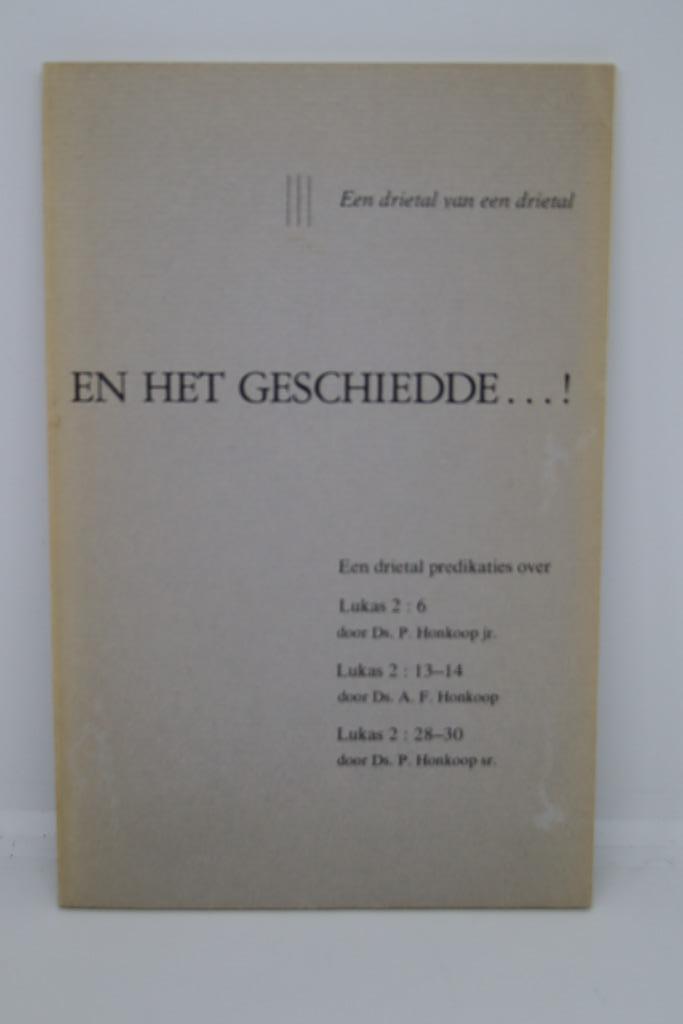 Een drietal van een drietal
EN HET GESCHIEDDE...!
Een drietal predikaties over
Lukas 2 : 6
door Ds. P. Honkoop jr.
Lukas 2 : 13–14
door Ds. A. F. Honkoop
Lukas 2 : 28–30
door Ds. P. Honkoop sr.